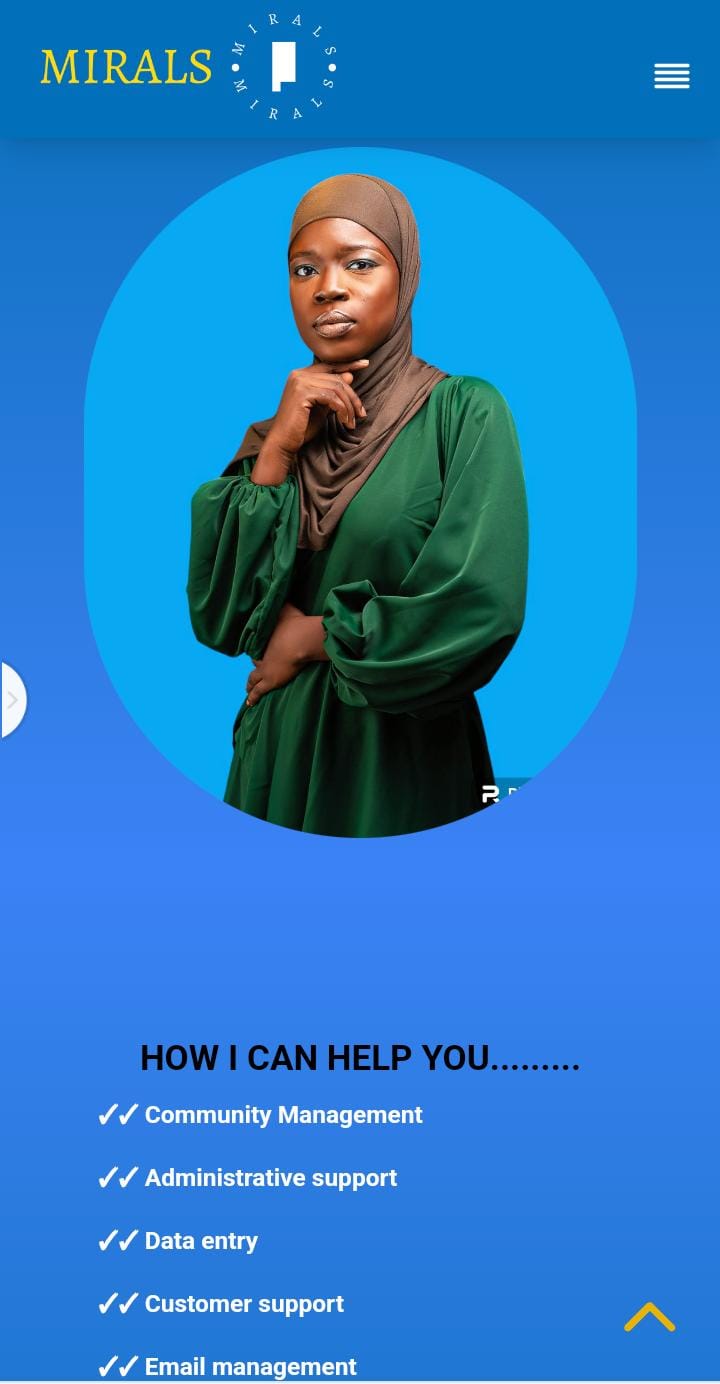 MIRALS
MIRALS
MIRALS
HOW I CAN HELP YOU.........
✓✓ Community Management
✓✓ Administrative support
✓✓ Data entry
✓✓ Customer support
✓✓ Email management